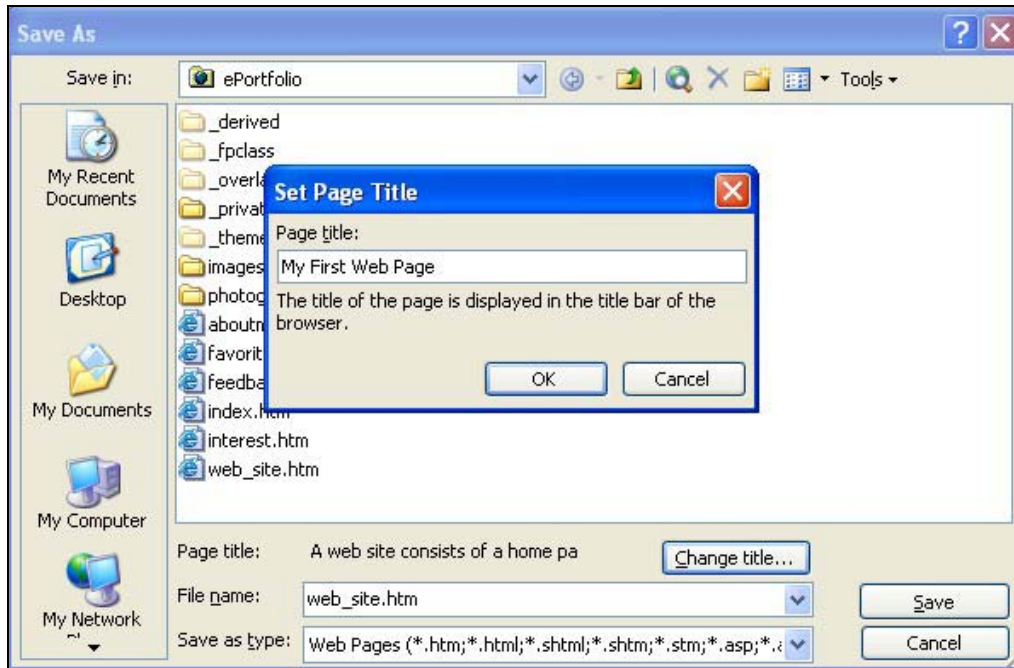 Save As
Save in:
ePortfolio
Tools
My Recent
Documents
Desktop
My Documents
My Computer
My Network
_derived
_fpclass
_overla
_privat
_theme
images
photog
aboutm
favorit
feedba
index.htm
interest.htm
web_site.htm
Set Page Title
Page title:
My First Web Page
The title of the page is displayed in the title bar of the
browser.
OK Cancel
Page title: A web site consists of a home pa Change title...
File name: web_site.htm Save
Save as type: Web Pages (*.htm;*.html;*.shtml;*.shtm;*.stm;*.asp;*. Cancel